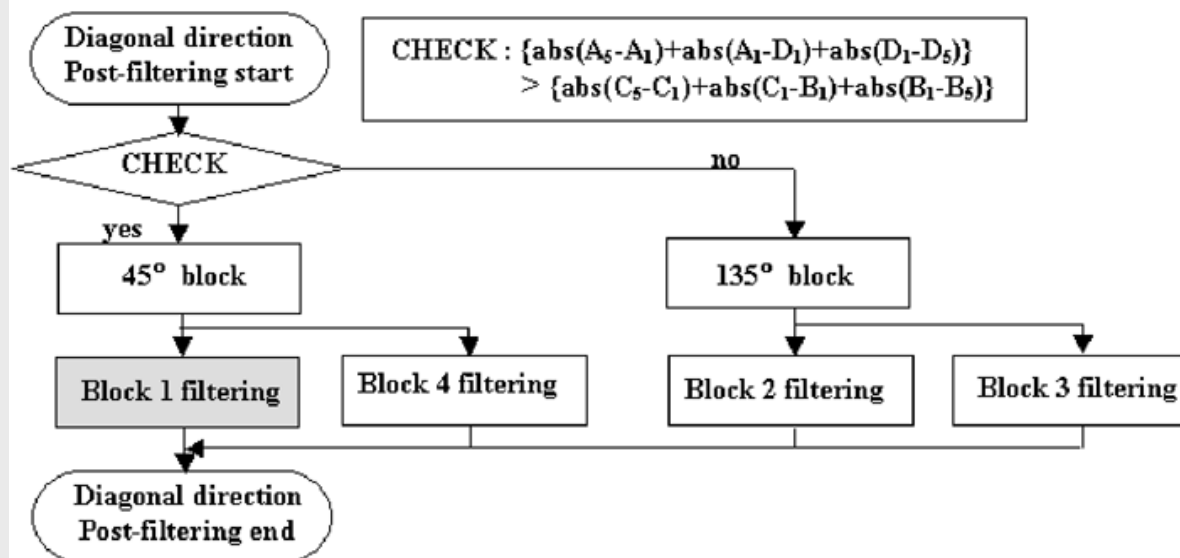 Diagonal direction
Post-filtering start
CHECK : {abs(A₅-A₁)+abs(A₁-D₁)+abs(D₁-D₅)}
> {abs(C₅-C₁)+abs(C₁-B₁)+abs(B₁-B₅)}
CHECK
no
yes
45° block
135° block
Block 1 filtering
Block 4 filtering
Block 2 filtering
Block 3 filtering
Diagonal direction
Post-filtering end